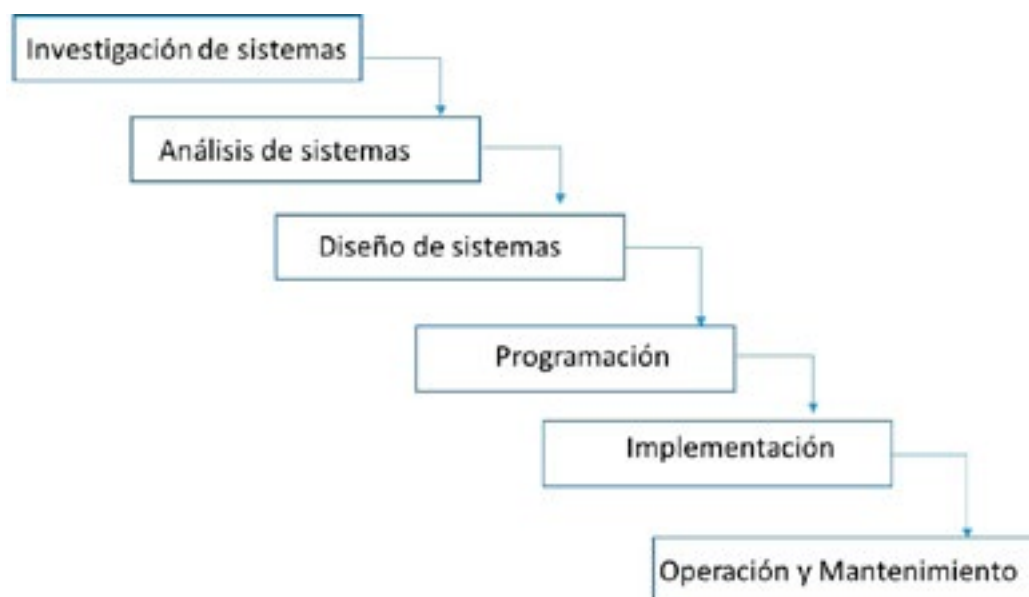 Investigación de sistemas
Análisis de sistemas
Diseño de sistemas
Programación
Implementación
Operación y Mantenimiento